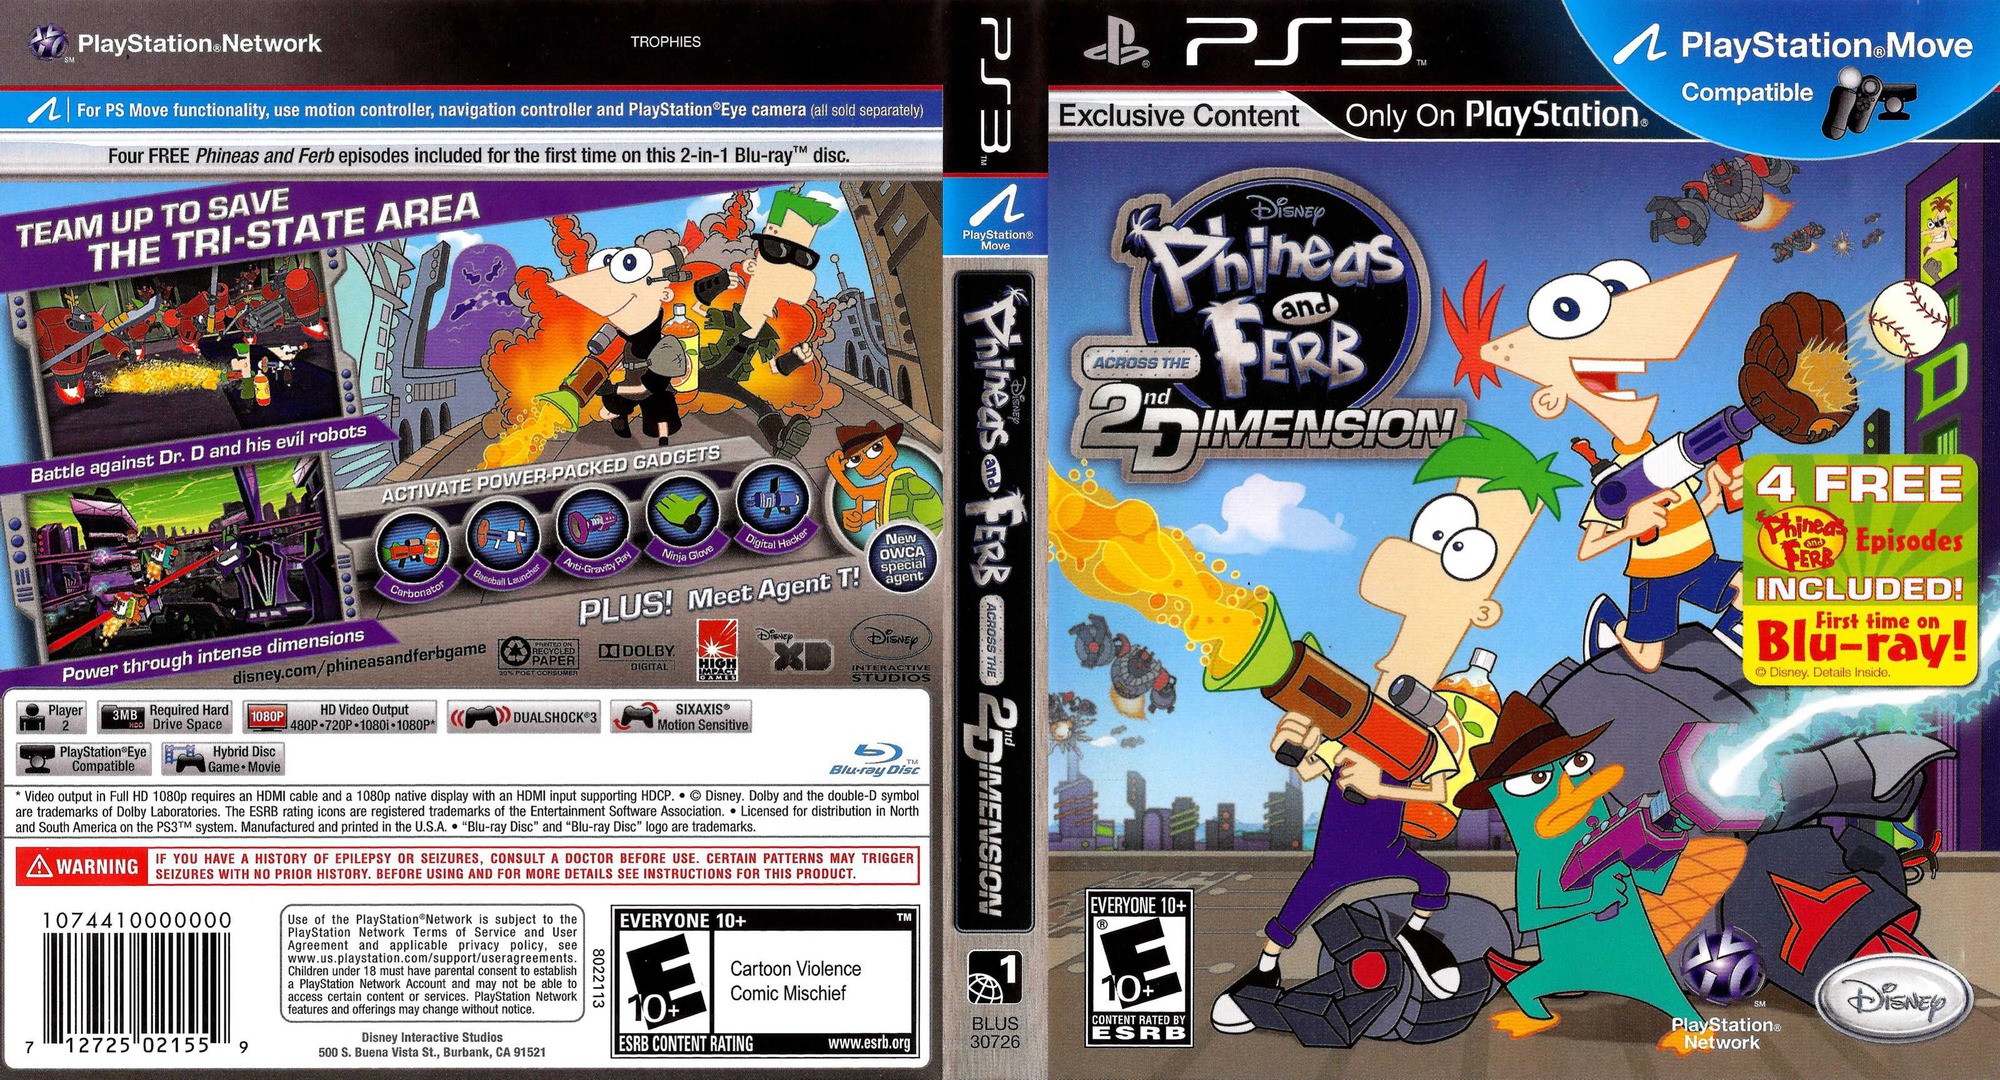 PlayStation®Network
SM
TROPHIES
For PS Move functionality, use motion controller, navigation controller and PlayStation®Eye camera (all sold separately)
Four FREE Phineas and Ferb episodes included for the first time on this 2-in-1 Blu-ray™ disc.
TEAM UP TO SAVE
THE TRI-STATE AREA
Battle against Dr. D and his evil robots
Power through intense dimensions
ACTIVATE POWER-PACKED GADGETS
Carbonator
Baseball Launcher
Anti-Gravity Ray
Ninja Glove
Digital Hacker
New
OWCA
special
agent
PLUS! Meet Agent T!
disney.com/phineasandferbgame
PRINTED ON
RECYCLED
PAPER
30% POST CONSUMER
DOLBY
DIGITAL
HIGH
IMPACT
GAMES
Disney
XD
Disney
INTERACTIVE
STUDIOS
Player
2
3MB
HDD
Required Hard
Drive Space
1080P
HD Video Output
480P•720P•1080i•1080P*
DUALSHOCK®3
SIXAXIS®
Motion Sensitive
PlayStation®Eye
Compatible
Hybrid Disc
Game•Movie
Blu-ray Disc™
* Video output in Full HD 1080p requires an HDMI cable and a 1080p native display with an HDMI input supporting HDCP. • © Disney. Dolby and the double-D symbol
are trademarks of Dolby Laboratories. The ESRB rating icons are registered trademarks of the Entertainment Software Association. • Licensed for distribution in North
and South America on the PS3™ system. Manufactured and printed in the U.S.A. • “Blu-ray Disc” and “Blu-ray Disc” logo are trademarks.
WARNING
IF YOU HAVE A HISTORY OF EPILEPSY OR SEIZURES, CONSULT A DOCTOR BEFORE USE. CERTAIN PATTERNS MAY TRIGGER
SEIZURES WITH NO PRIOR HISTORY. BEFORE USING AND FOR MORE DETAILS SEE INSTRUCTIONS FOR THIS PRODUCT.
1074410000000
7 12725 02155 9
Use of the PlayStation®Network is subject to the
PlayStation Network Terms of Service and User
Agreement and applicable privacy policy, see
www.us.playstation.com/support/useragreements.
Children under 18 must have parental consent to establish
a PlayStation Network Account and may not be able to
access certain content or services. PlayStation Network
features and offerings may change without notice.
8022113
Disney Interactive Studios
500 S. Buena Vista St., Burbank, CA 91521
EVERYONE 10+
TM
E
10+
Cartoon Violence
Comic Mischief
ESRB CONTENT RATING
www.esrb.org
PS3™
PlayStation®
Move
Disney
Phineas and Ferb
ACROSS THE
2nd DIMENSION
1
BLUS
30726
PS3™
PlayStation®Move
Compatible
Exclusive Content
Only On PlayStation®
Disney
Phineas
and
Ferb
ACROSS THE
2nd
DIMENSION
D
4 FREE
Phineas
and
Ferb
Episodes
INCLUDED!
First time on
Blu-ray!
© Disney. Details Inside.
EVERYONE 10+
®
E
10+
CONTENT RATED BY
ESRB
SM
PlayStation®
Network
Disney